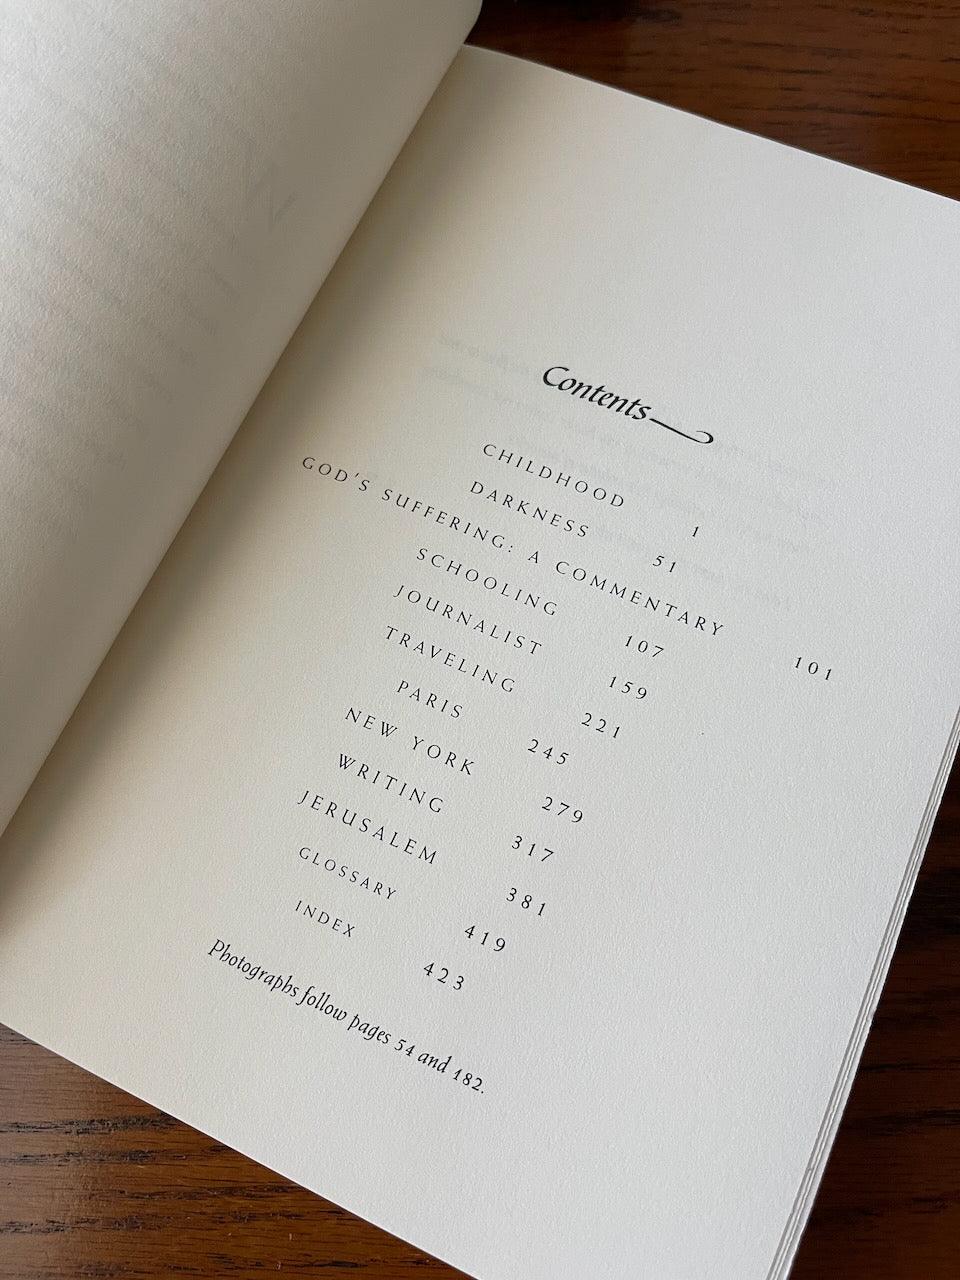 Contents
CHILDHOOD 1
DARKNESS 51
GOD'S SUFFERING: A COMMENTARY 101
SCHOOLING 107
JOURNALIST 159
TRAVELING 221
PARIS 245
NEW YORK 279
WRITING 317
JERUSALEM 381
GLOSSARY 419
INDEX 423
Photographs follow pages 54 and 182.